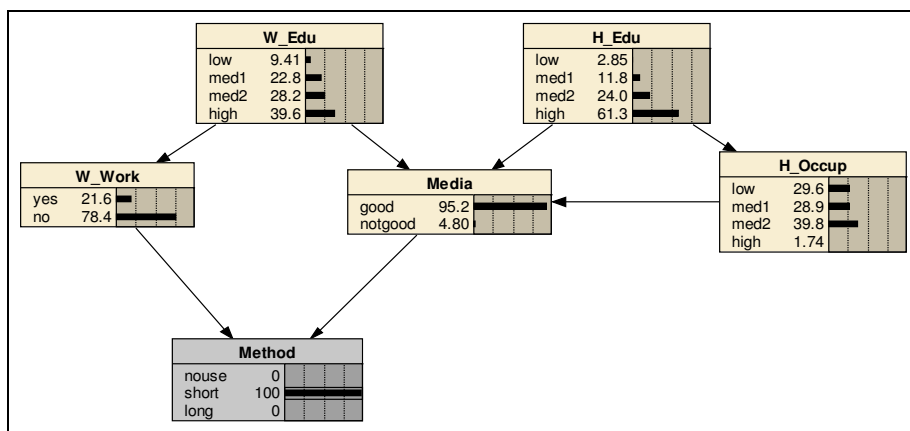 W_Edu
low 9.41
med1 22.8
med2 28.2
high 39.6
H_Edu
low 2.85
med1 11.8
med2 24.0
high 61.3
W_Work
yes 21.6
no 78.4
Media
good 95.2
notgood 4.80
H_Occup
low 29.6
med1 28.9
med2 39.8
high 1.74
Method
nouse 0
short 100
long 0